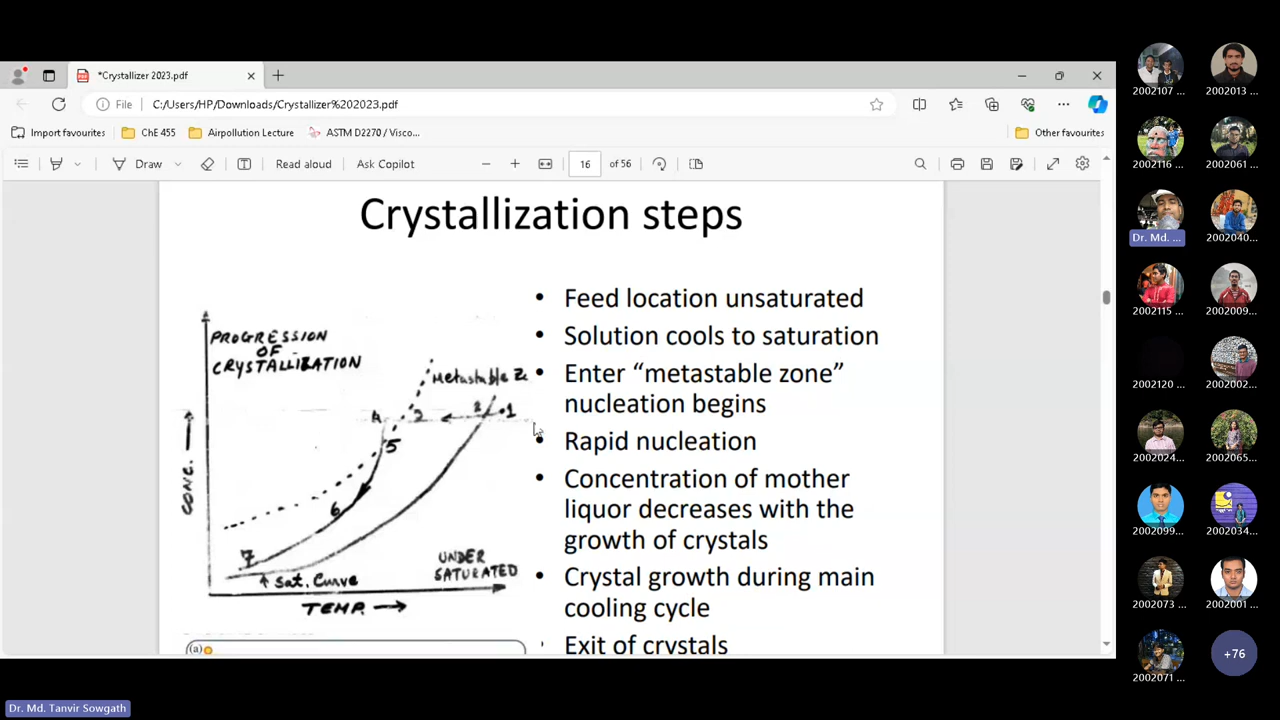 *Crystallizer 2023.pdf
File C:/Users/HP/Downloads/Crystallizer%202023.pdf
Import favourites ChE 455 Airpollution Lecture ASTM D2270 / Visco... Other favourites
Draw Read aloud Ask Copilot 16 of 56
Crystallization steps
• Feed location unsaturated
• Solution cools to saturation
• Enter “metastable zone”
nucleation begins
• Rapid nucleation
• Concentration of mother
liquor decreases with the
growth of crystals
• Crystal growth during main
cooling cycle
Exit of crystals
PROGRESSION
OF
CRYSTALLIZATION
Metastable Z
1
2
3
4
5
6
7
CONC.
UNDER
SATURATED
Sat. Curve
TEMP.
(a)
2002107 ... 2002013 ...
2002116 ... 2002061 ...
Dr. Md. ... 2002040...
2002115 ... 2002009...
2002120 ... 2002002...
2002024... 2002065...
2002099... 2002034...
2002073 ... 2002001 ...
2002071 ... +76
Dr. Md. Tanvir Sowgath